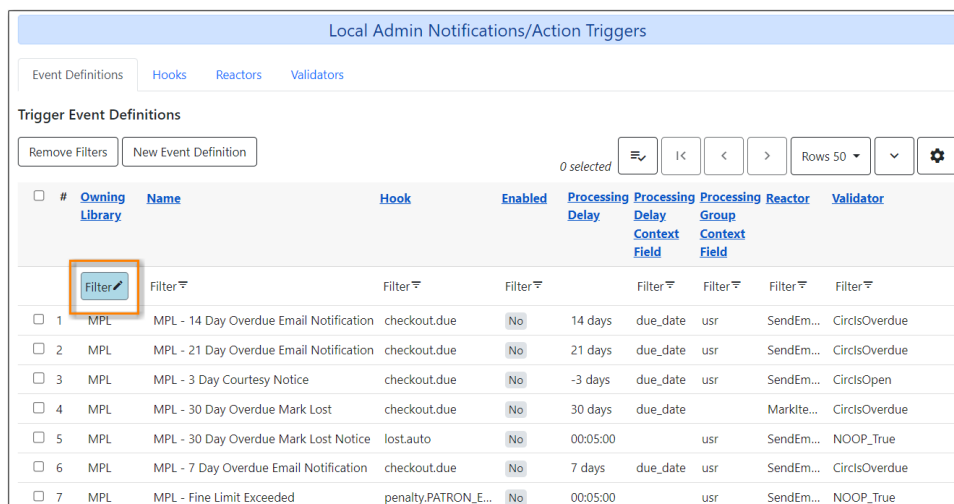 Local Admin Notifications/Action Triggers
Event Definitions Hooks Reactors Validators
Trigger Event Definitions
Remove Filters New Event Definition 0 selected Rows 50
# Owning Library Name Hook Enabled Processing Delay Processing Delay Context Field Processing Group Context Field Reactor Validator
Filter Filter Filter Filter Filter Filter Filter Filter
1 MPL MPL - 14 Day Overdue Email Notification checkout.due No 14 days due_date usr SendEm... CircIsOverdue
2 MPL MPL - 21 Day Overdue Email Notification checkout.due No 21 days due_date usr SendEm... CircIsOverdue
3 MPL MPL - 3 Day Courtesy Notice checkout.due No -3 days due_date usr SendEm... CircIsOpen
4 MPL MPL - 30 Day Overdue Mark Lost checkout.due No 30 days due_date MarkIte... CircIsOverdue
5 MPL MPL - 30 Day Overdue Mark Lost Notice lost.auto No 00:05:00 usr SendEm... NOOP_True
6 MPL MPL - 7 Day Overdue Email Notification checkout.due No 7 days due_date usr SendEm... CircIsOverdue
7 MPL MPL - Fine Limit Exceeded penalty.PATRON_E... No 00:05:00 usr SendEm... NOOP_True